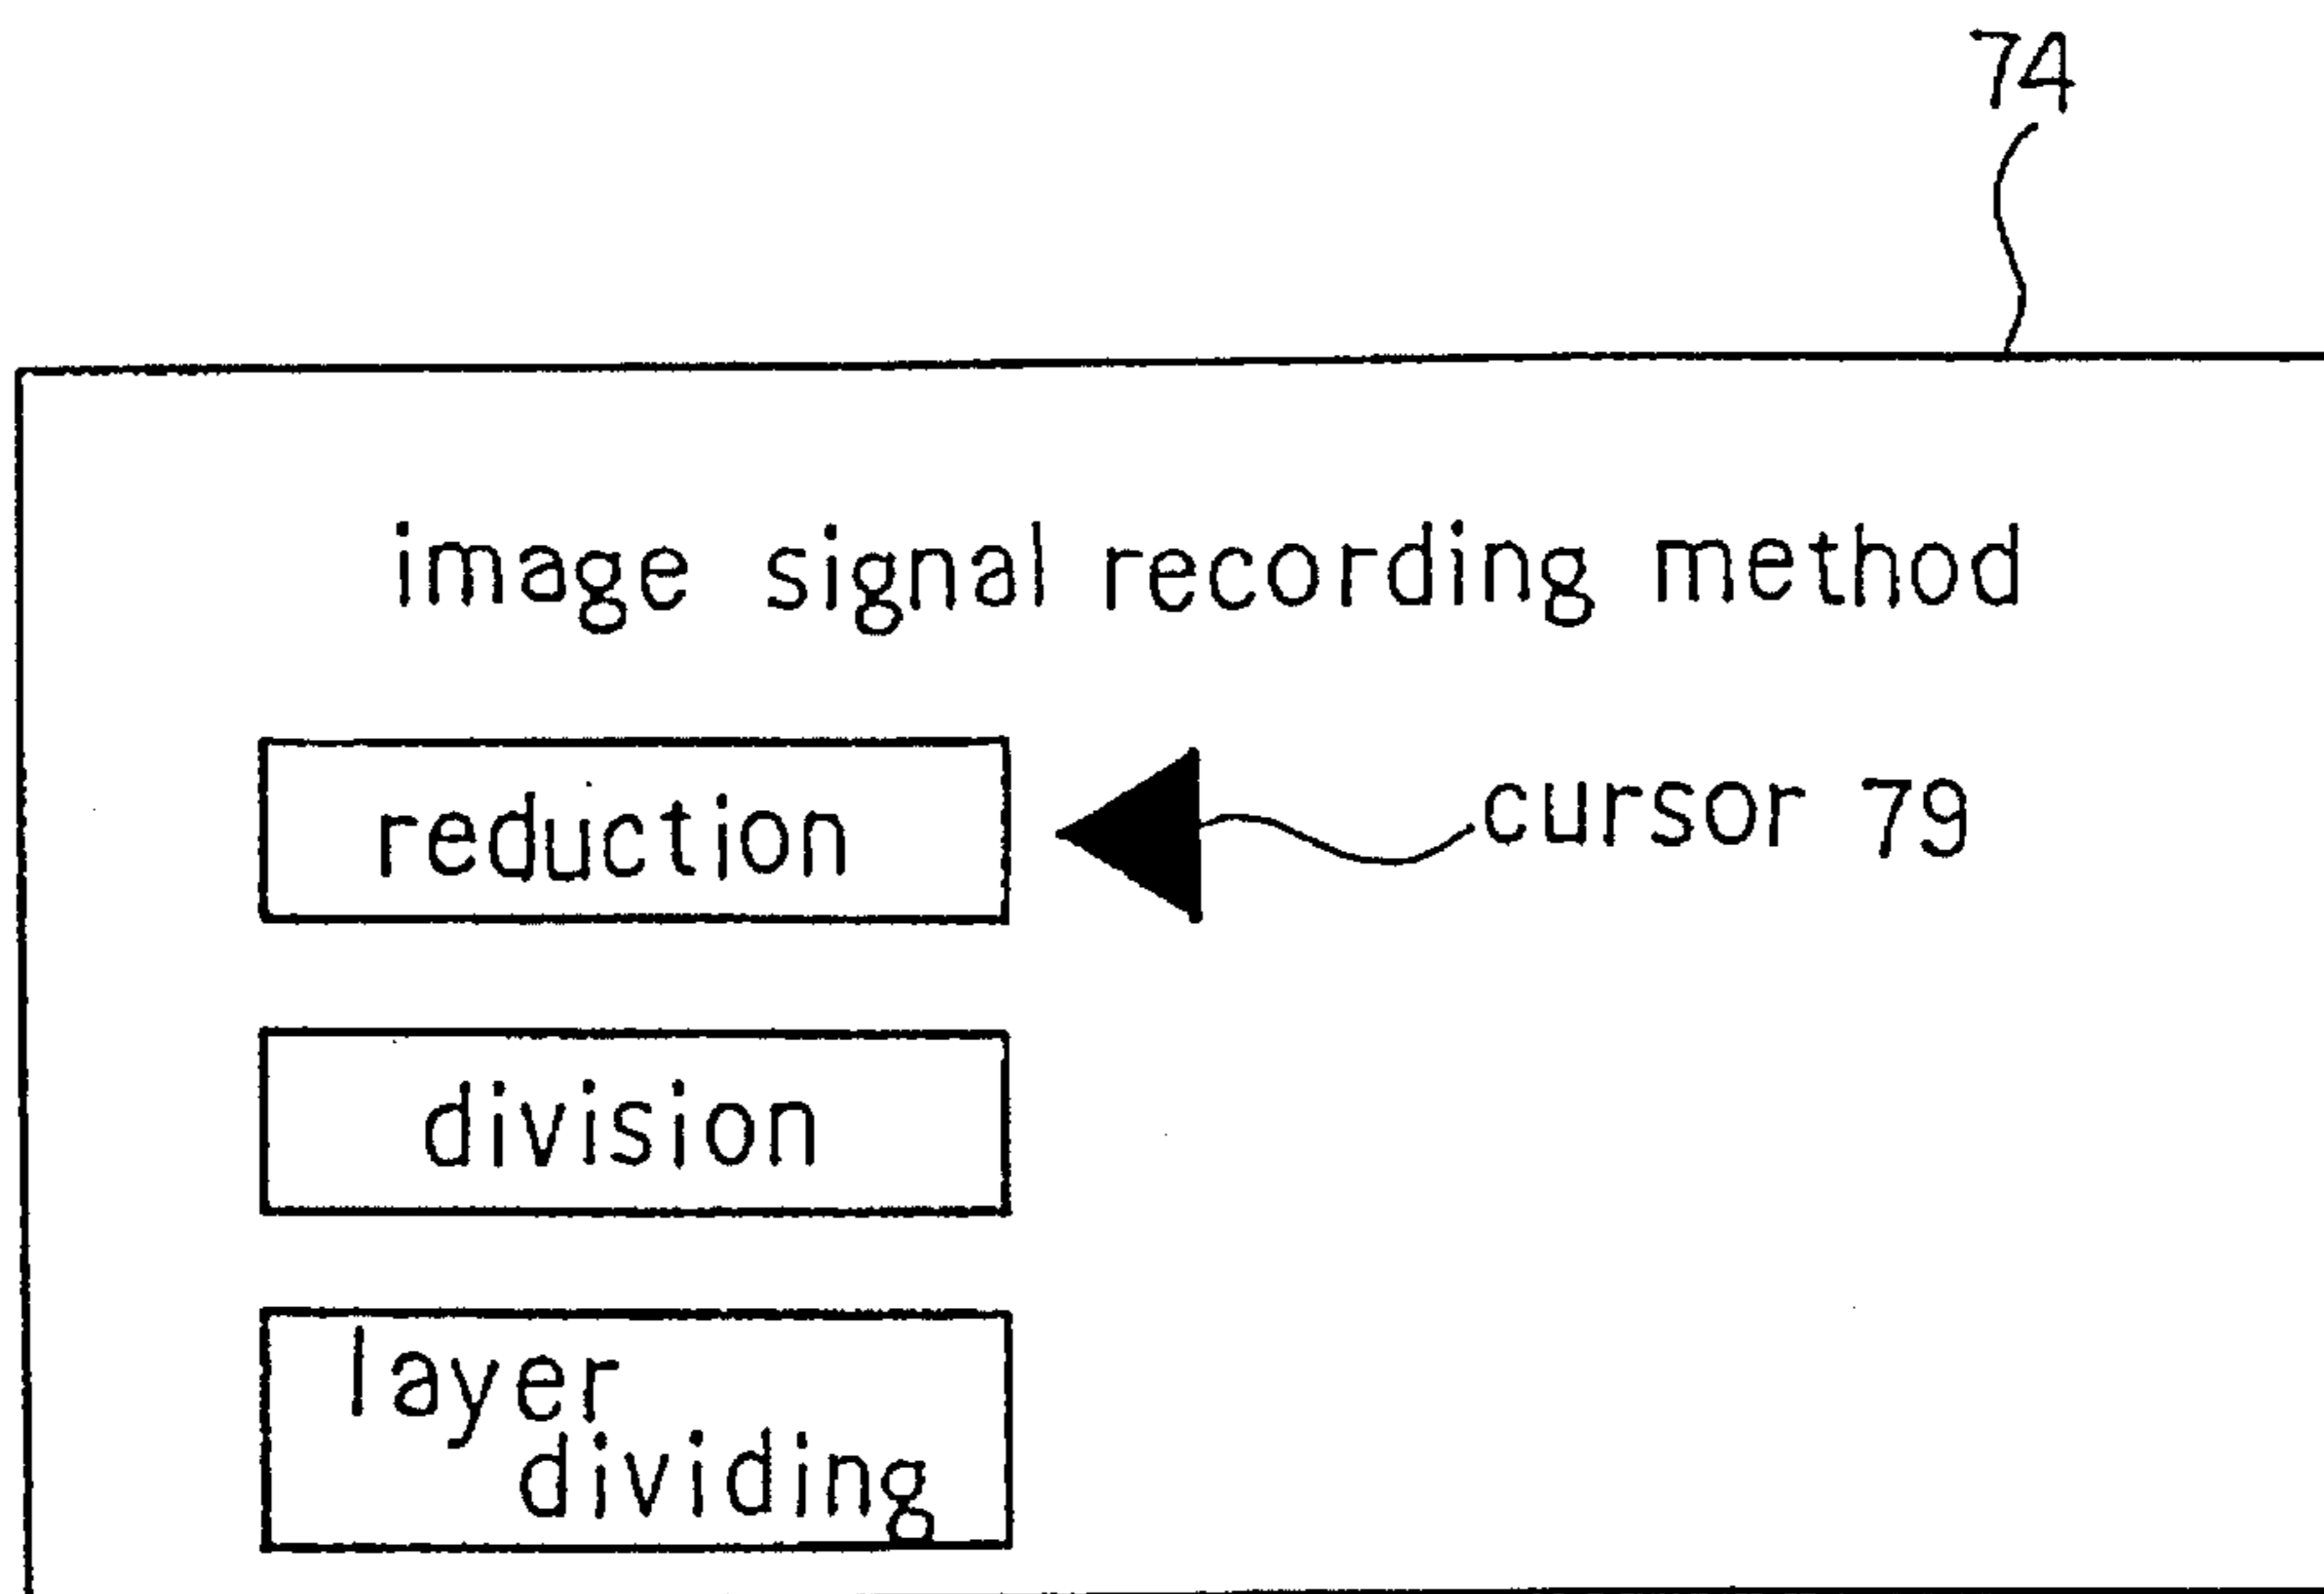 74
image signal recording method
reduction
cursor 79
division
layer
dividing